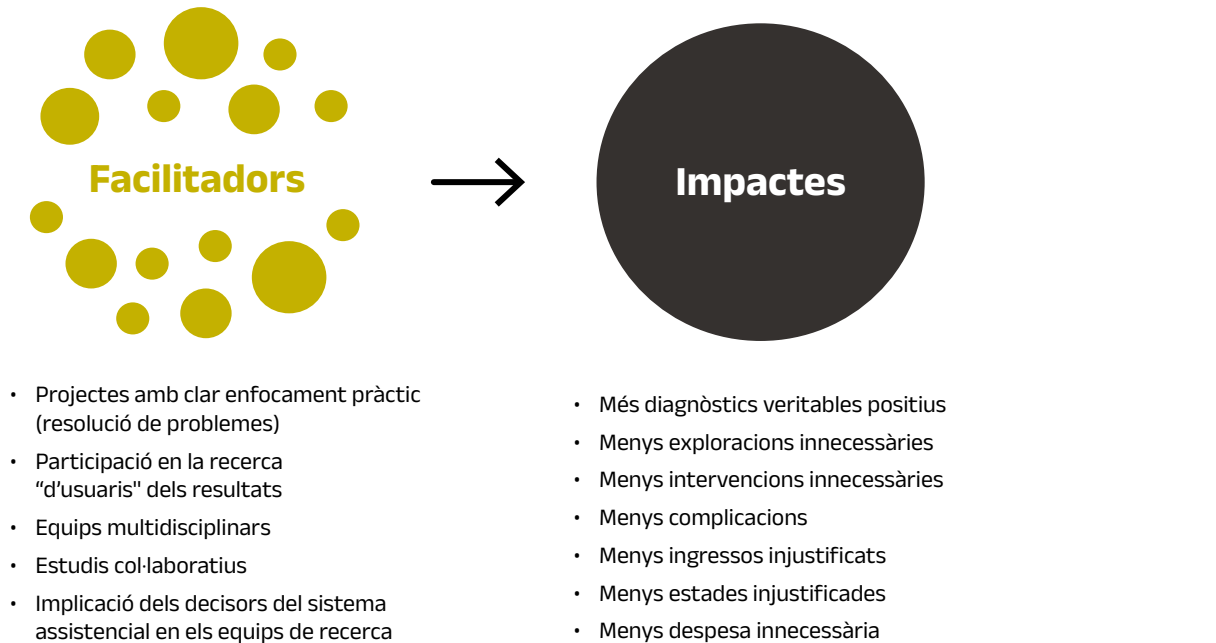 Facilitadors
• Projectes amb clar enfocament pràctic
(resolució de problemes)
• Participació en la recerca
“d'usuaris" dels resultats
• Equips multidisciplinars
• Estudis col·laboratius
• Implicació dels decisors del sistema
assistencial en els equips de recerca
Impactes
• Més diagnòstics veritables positius
• Menys exploracions innecessàries
• Menys intervencions innecessàries
• Menys complicacions
• Menys ingressos injustificats
• Menys estades injustificades
• Menys despesa innecessària